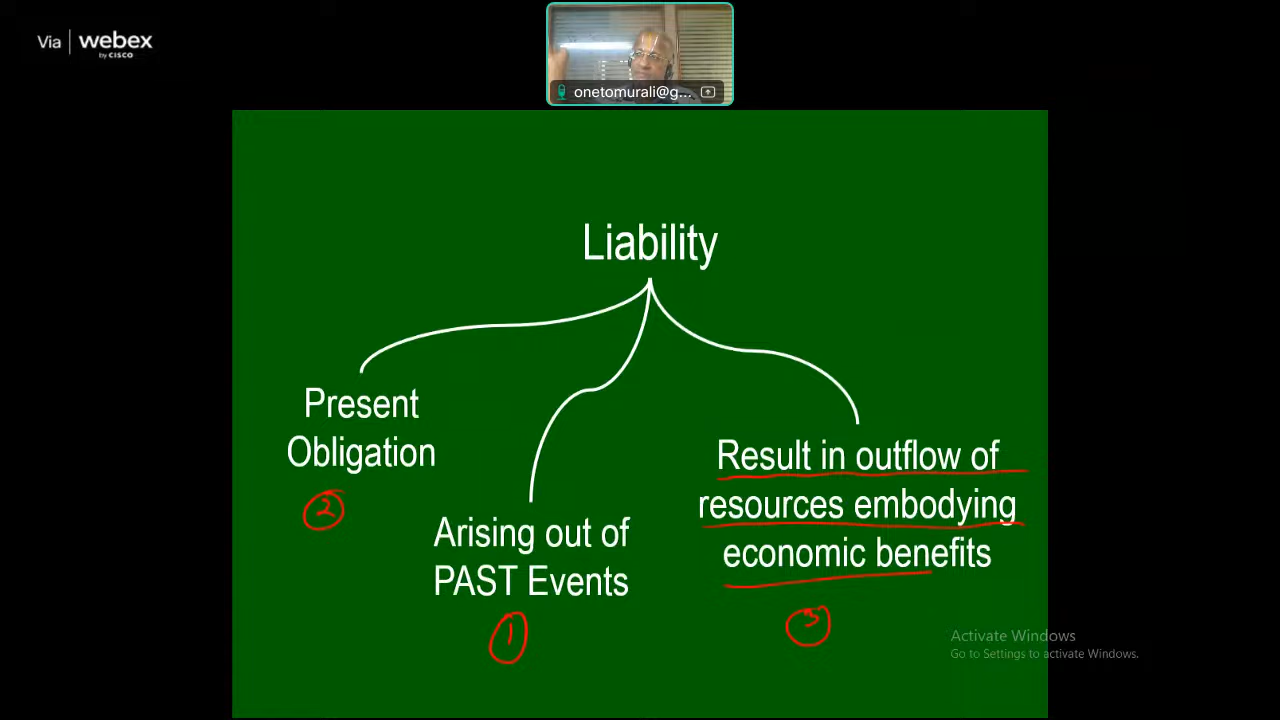 Via | webex
by CISCO
onetomurali@g...
Liability
Present
Obligation
2
Arising out of
PAST Events
1
Result in outflow of
resources embodying
economic benefits
3
Activate Windows
Go to Settings to activate Windows.